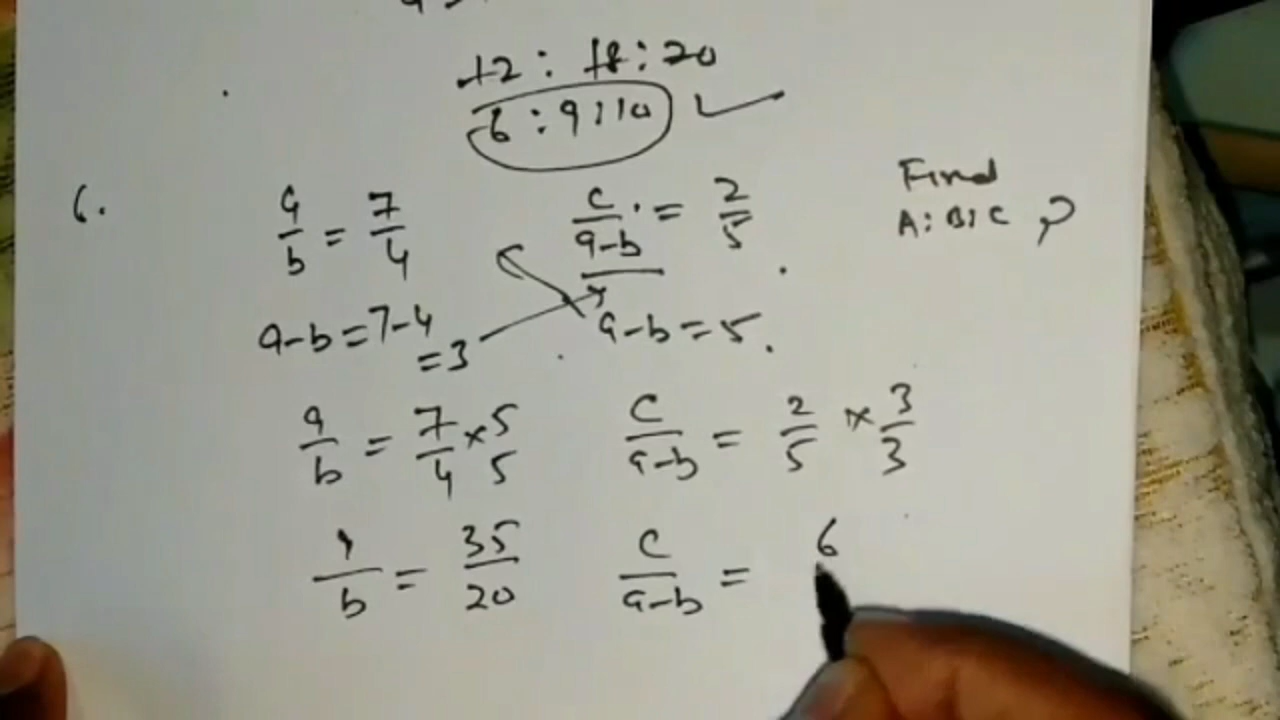 12 : 18 : 20
6 : 9 : 10 ✓
6. a/b = 7/4 c/a-b = 2/5 Find A:B:C ?
a-b = 7-4 = 3 a-b = 5.
a/b = 7/4 × 5/5 c/a-b = 2/5 × 3/3
a/b = 35/20 c/a-b = 6